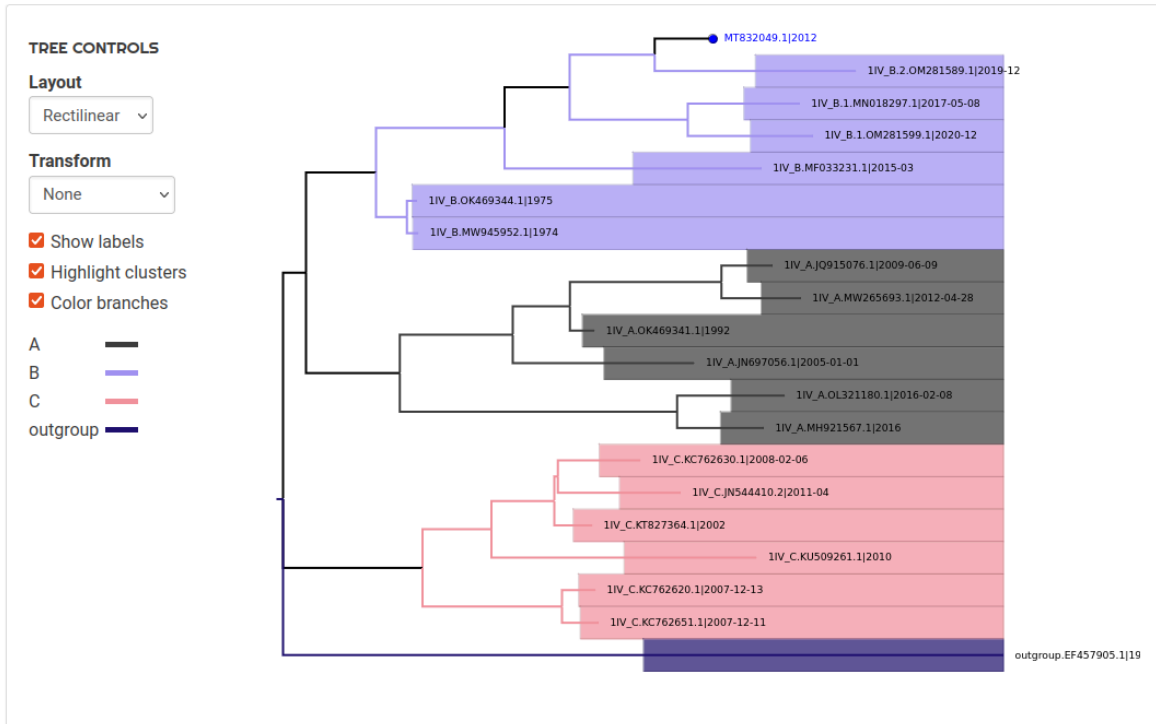 TREE CONTROLS
Layout
Rectilinear
Transform
None
Show labels
Highlight clusters
Color branches
A
B
C
outgroup
MT832049.1|2012
1IV_B.2.OM281589.1|2019-12
1IV_B.1.MN018297.1|2017-05-08
1IV_B.1.OM281599.1|2020-12
1IV_B.MF033231.1|2015-03
1IV_B.OK469344.1|1975
1IV_B.MW945952.1|1974
1IV_A.JQ915076.1|2009-06-09
1IV_A.MW265693.1|2012-04-28
1IV_A.OK469341.1|1992
1IV_A.JN697056.1|2005-01-01
1IV_A.OL321180.1|2016-02-08
1IV_A.MH921567.1|2016
1IV_C.KC762630.1|2008-02-06
1IV_C.JN544410.2|2011-04
1IV_C.KT827364.1|2002
1IV_C.KU509261.1|2010
1IV_C.KC762620.1|2007-12-13
1IV_C.KC762651.1|2007-12-11
outgroup.EF457905.1|19